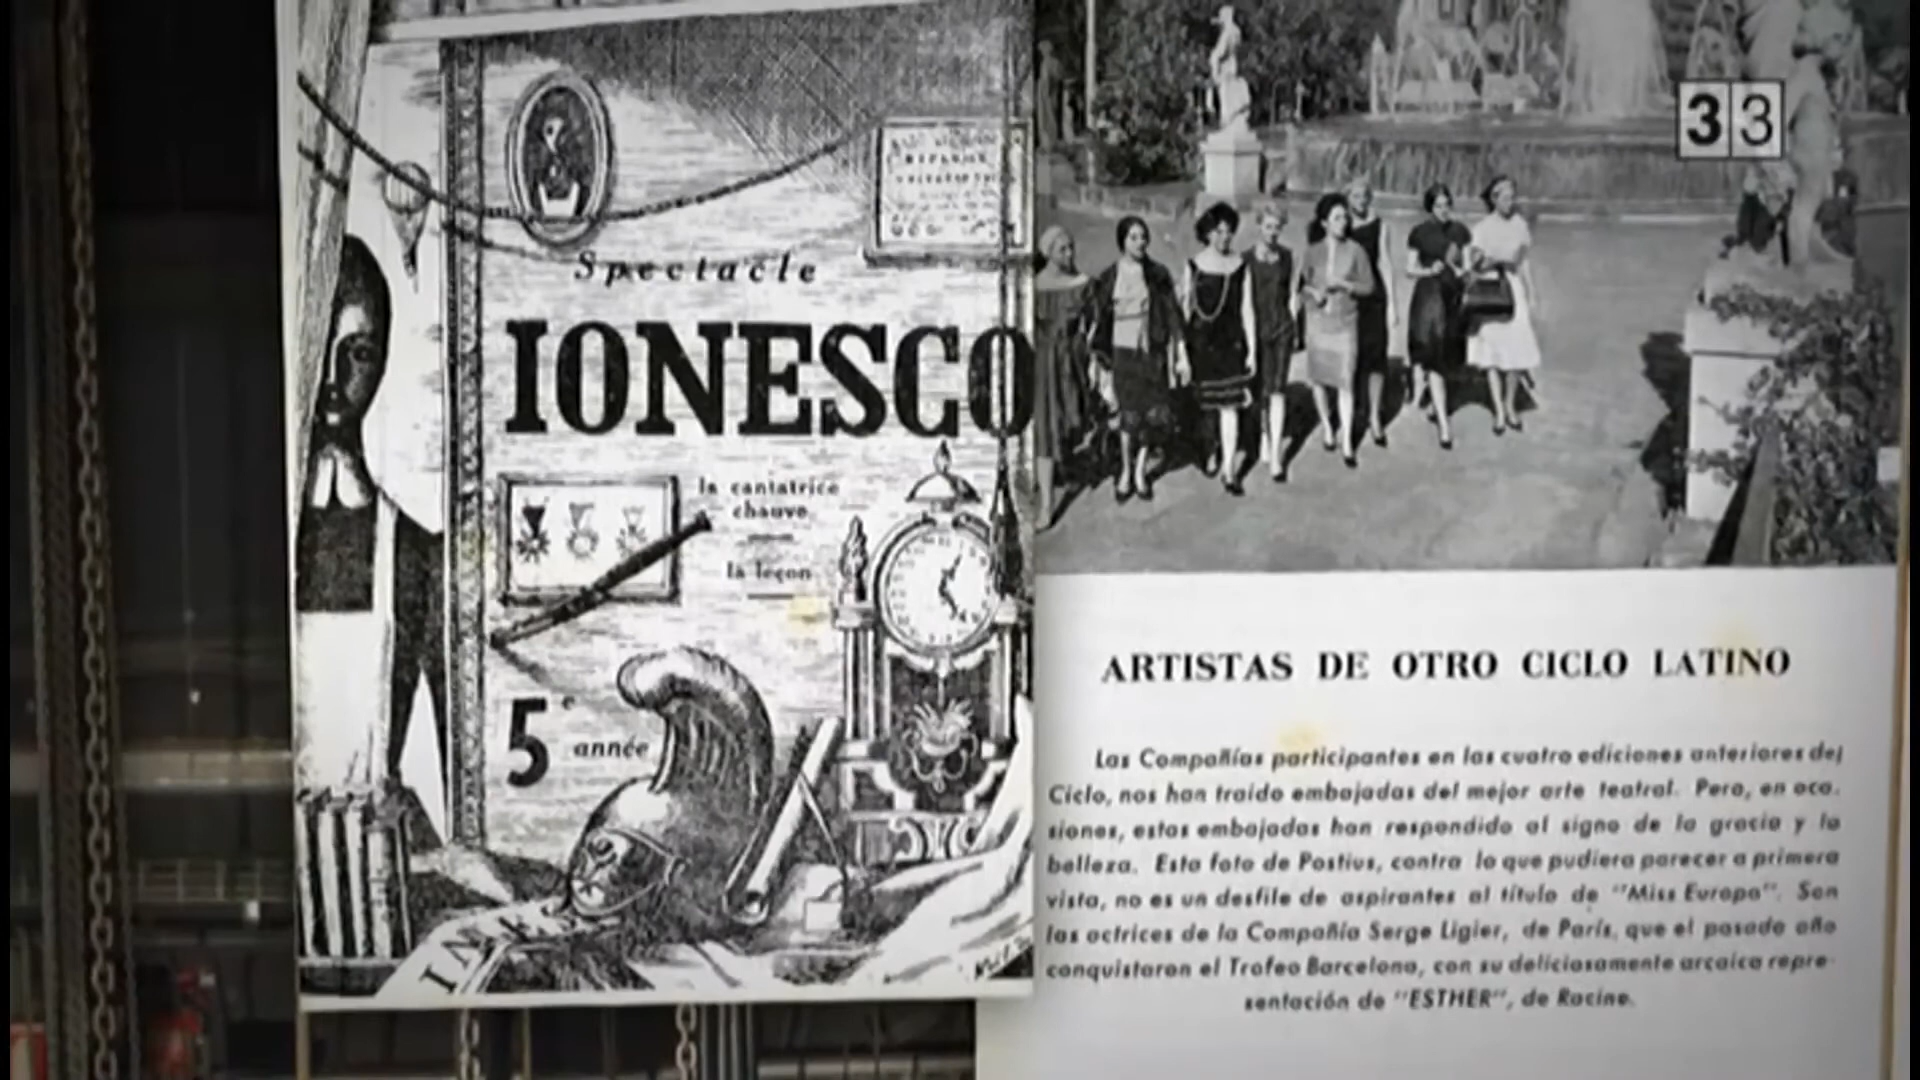 Spectacle
IONESCO
la cantatrice
chauve
la leçon
5e année
33
ARTISTAS DE OTRO CICLO LATINO
Las Compañías participantes en las cuatro ediciones anteriores del
Ciclo, nos han traido embajadas del mejor arte teatral. Pero, en oca-
siones, estas embajadas han respondido al signo de la gracia y la
belleza. Esta foto de Postius, contra lo que pudiera parecer a primera
vista, no es un desfile de aspirantes al título de "Miss Europa". Son
las actrices de la Compañía Serge Ligier, de París, que el pasado año
conquistaron el Trofeo Barcelona, con su deliciosamente arcaica repre-
sentación de "ESTHER", de Racine.